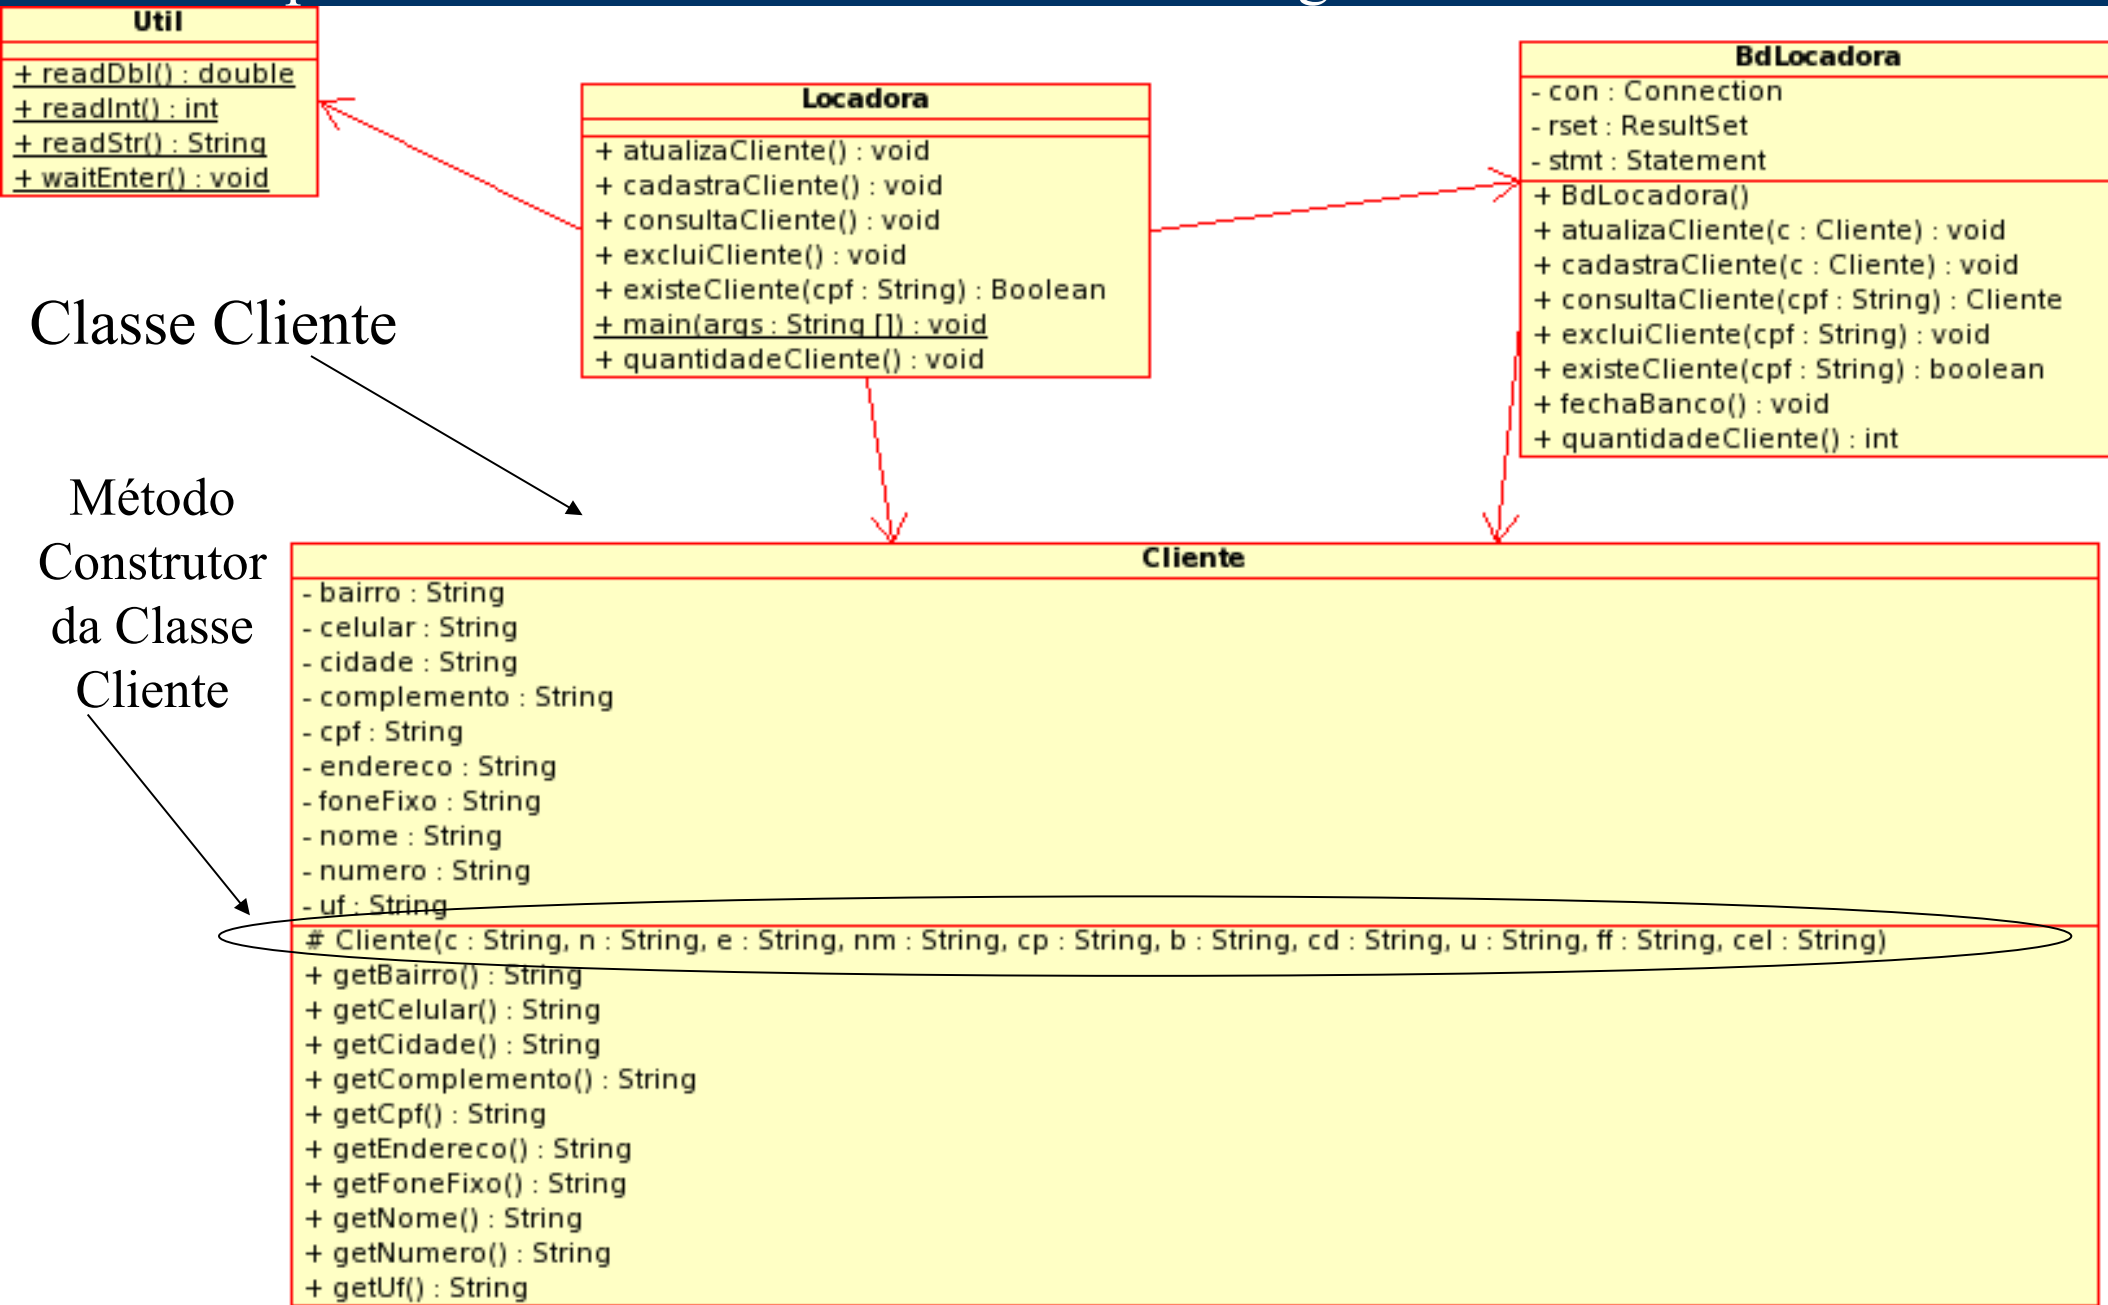 Util
+ readDbl() : double
+ readInt() : int
+ readStr() : String
+ waitEnter() : void
Locadora
+ atualizaCliente() : void
+ cadastraCliente() : void
+ consultaCliente() : void
+ excluiCliente() : void
+ existeCliente(cpf : String) : Boolean
+ main(args : String []) : void
+ quantidadeCliente() : void
BdLocadora
- con : Connection
- rset : ResultSet
- stmt : Statement
+ BdLocadora()
+ atualizaCliente(c : Cliente) : void
+ cadastraCliente(c : Cliente) : void
+ consultaCliente(cpf : String) : Cliente
+ excluiCliente(cpf : String) : void
+ existeCliente(cpf : String) : boolean
+ fechaBanco() : void
+ quantidadeCliente() : int
Classe Cliente
Método
Construtor
da Classe
Cliente
Cliente
- bairro : String
- celular : String
- cidade : String
- complemento : String
- cpf : String
- endereco : String
- foneFixo : String
- nome : String
- numero : String
- uf : String
# Cliente(c : String, n : String, e : String, nm : String, cp : String, b : String, cd : String, u : String, ff : String, cel : String)
+ getBairro() : String
+ getCelular() : String
+ getCidade() : String
+ getComplemento() : String
+ getCpf() : String
+ getEndereco() : String
+ getFoneFixo() : String
+ getNome() : String
+ getNumero() : String
+ getUf() : String